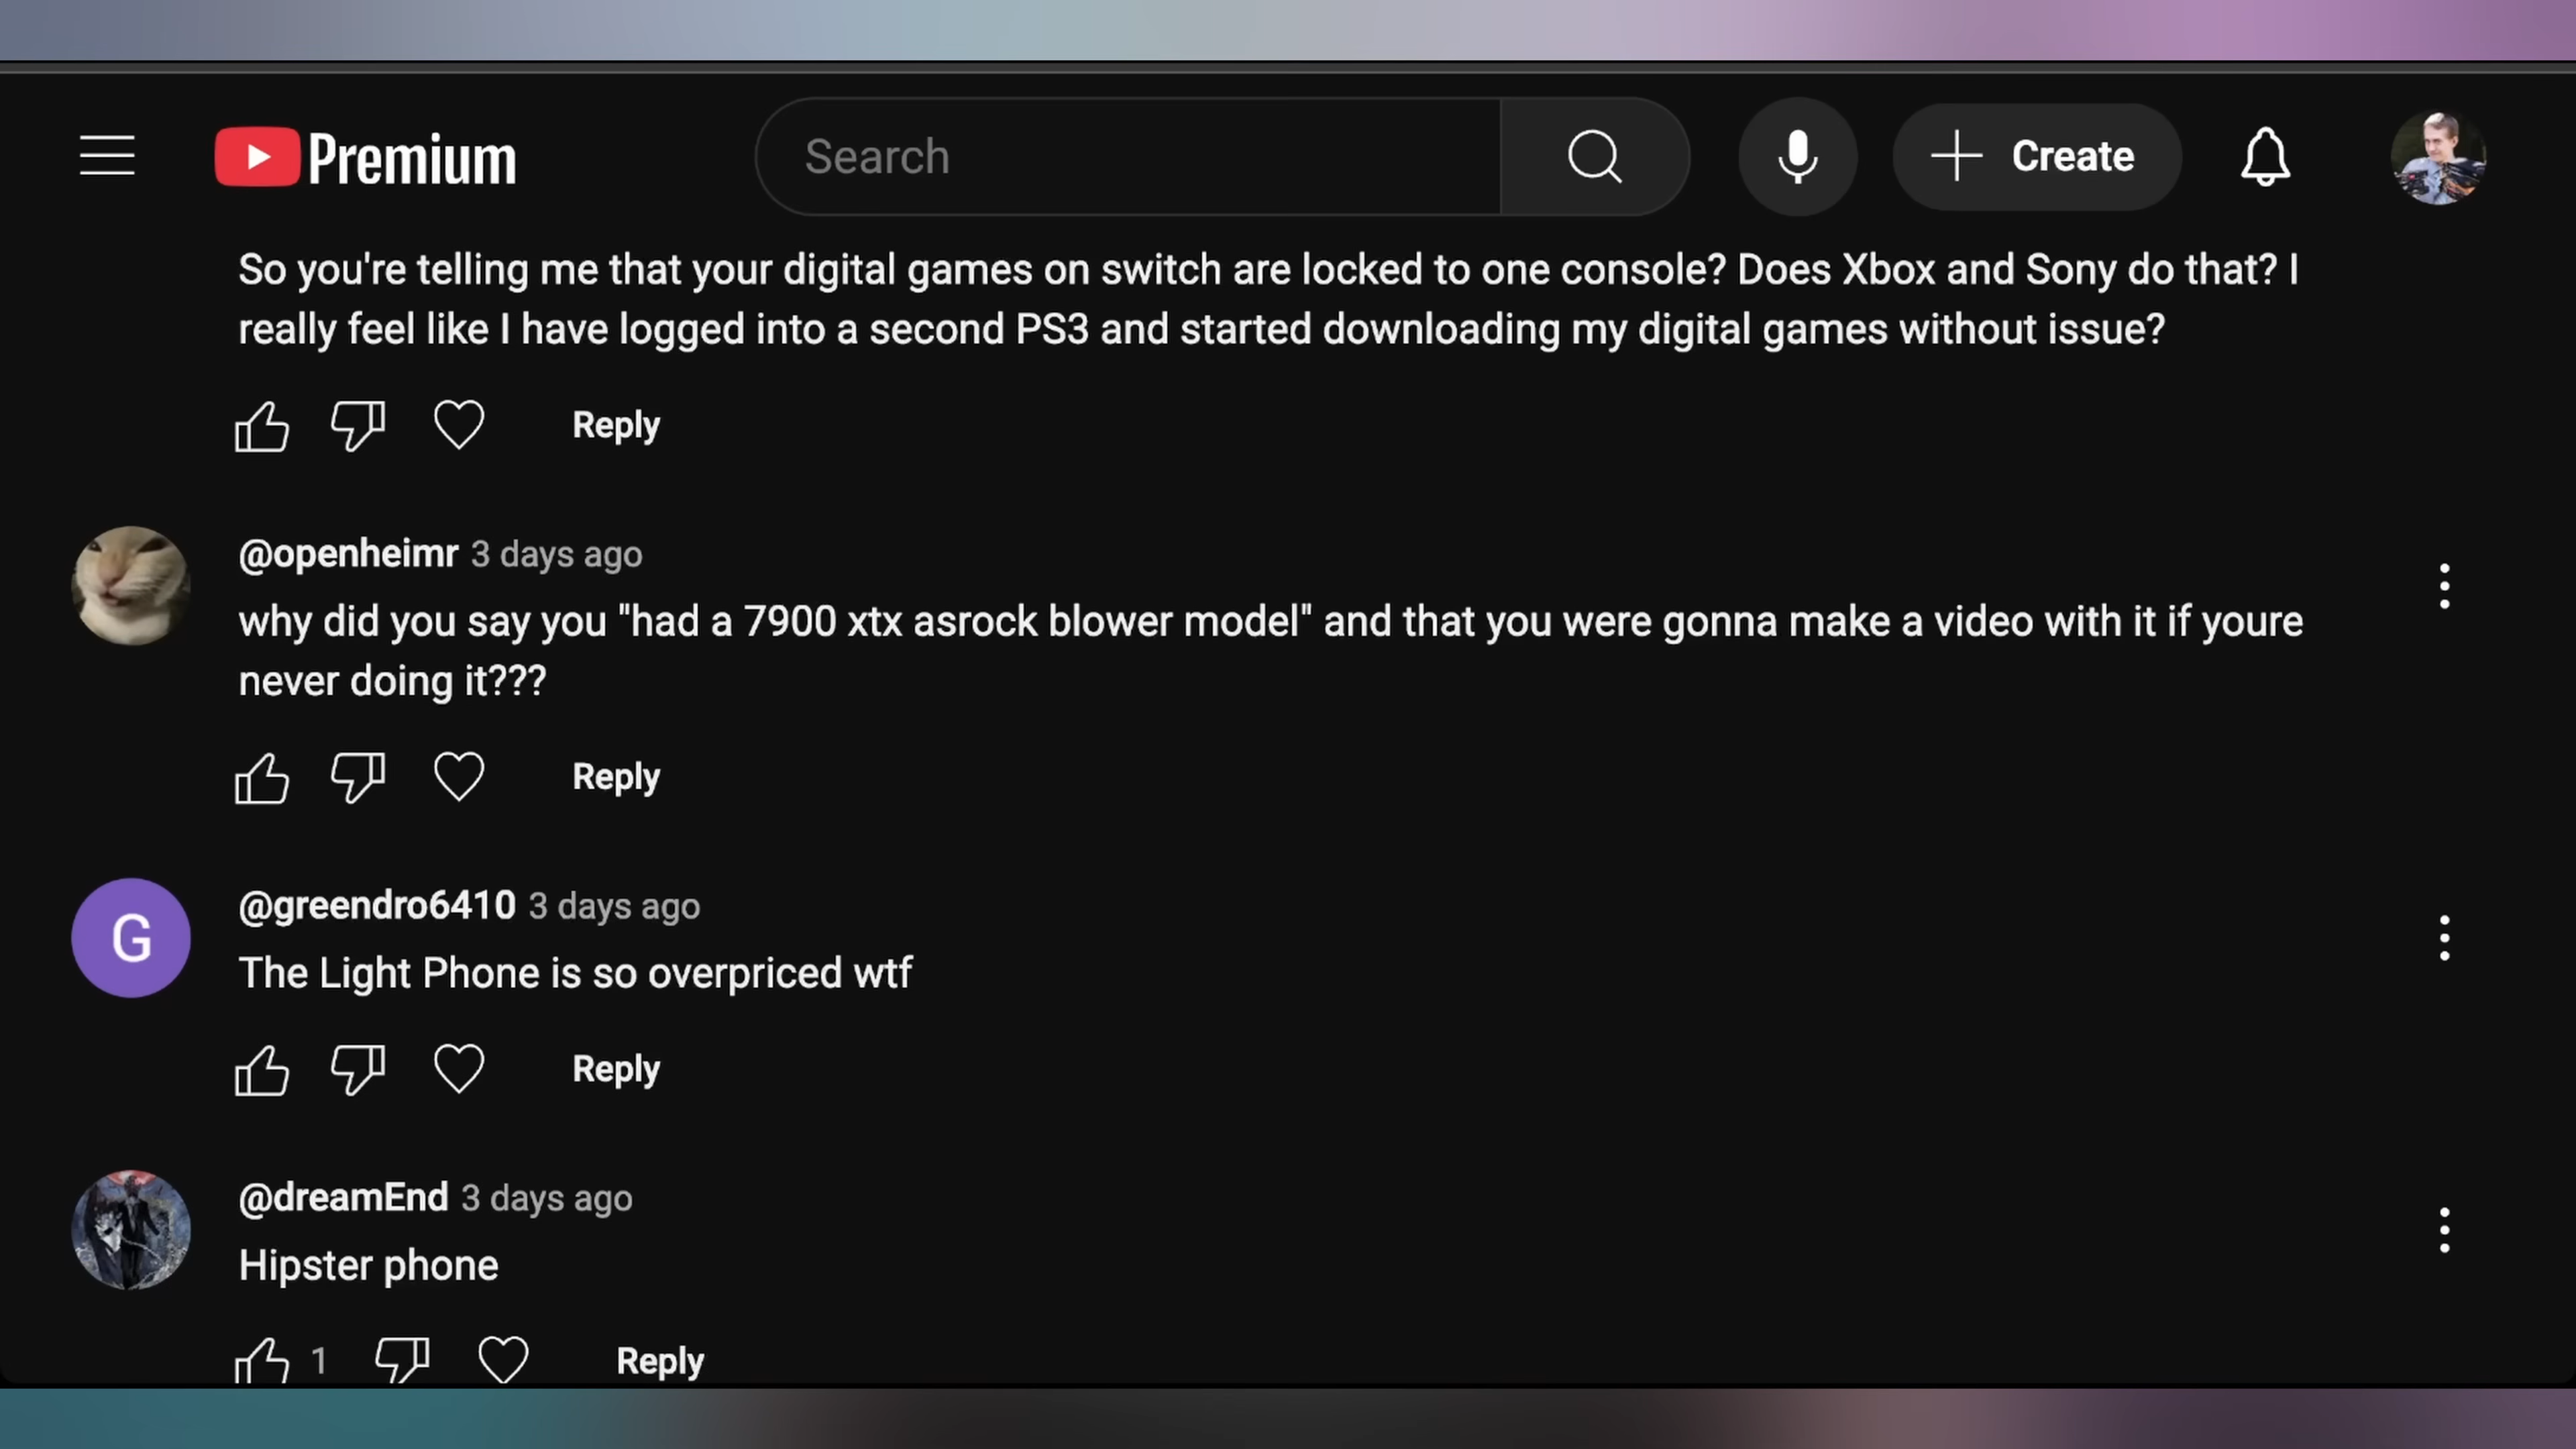 Premium
Search
Create
So you're telling me that your digital games on switch are locked to one console? Does Xbox and Sony do that? I
really feel like I have logged into a second PS3 and started downloading my digital games without issue?
Reply
@openheimr 3 days ago
why did you say you "had a 7900 xtx asrock blower model" and that you were gonna make a video with it if youre
never doing it???
Reply
G
@greendro6410 3 days ago
The Light Phone is so overpriced wtf
Reply
@dreamEnd 3 days ago
Hipster phone
1
Reply